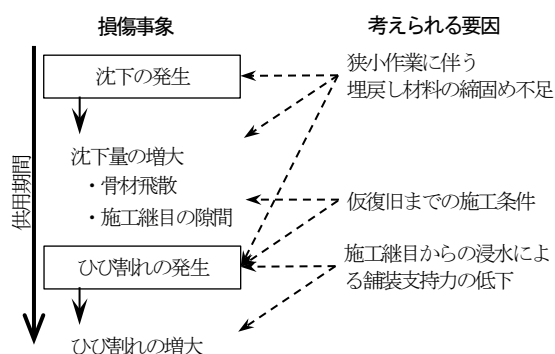 損傷事象
考えられる要因
供用期間
沈下の発生
狭小作業に伴う
埋戻し材料の締固め不足
沈下量の増大
・骨材飛散
・施工継目の隙間
仮復旧までの施工条件
ひび割れの発生
施工継目からの浸水によ
る舗装支持力の低下
ひび割れの増大